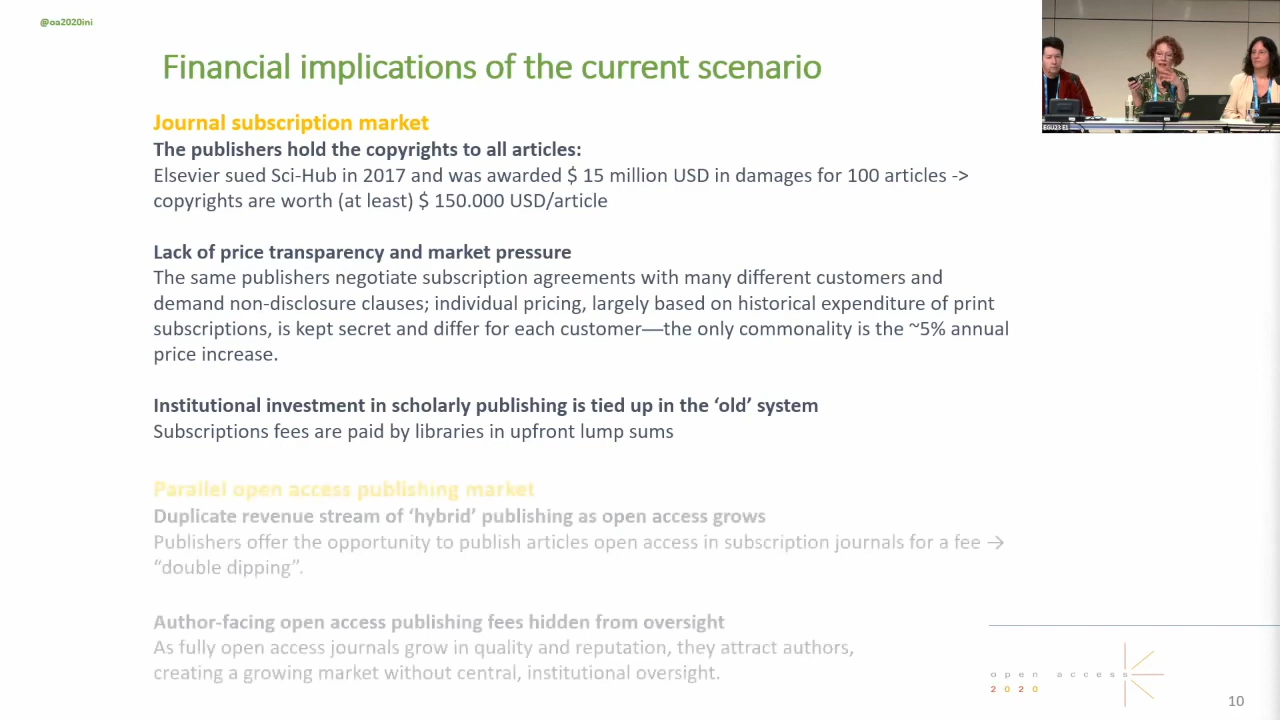 @oa2020ini
Financial implications of the current scenario
Journal subscription market
The publishers hold the copyrights to all articles:
Elsevier sued Sci-Hub in 2017 and was awarded $ 15 million USD in damages for 100 articles ->
copyrights are worth (at least) $ 150.000 USD/article
Lack of price transparency and market pressure
The same publishers negotiate subscription agreements with many different customers and
demand non-disclosure clauses; individual pricing, largely based on historical expenditure of print
subscriptions, is kept secret and differ for each customer—the only commonality is the ~5% annual
price increase.
Institutional investment in scholarly publishing is tied up in the ‘old’ system
Subscriptions fees are paid by libraries in upfront lump sums
Parallel open access publishing market
Duplicate revenue stream of ‘hybrid’ publishing as open access grows
Publishers offer the opportunity to publish articles open access in subscription journals for a fee →
“double dipping”.
Author-facing open access publishing fees hidden from oversight
As fully open access journals grow in quality and reputation, they attract authors,
creating a growing market without central, institutional oversight.
open access
2020
10